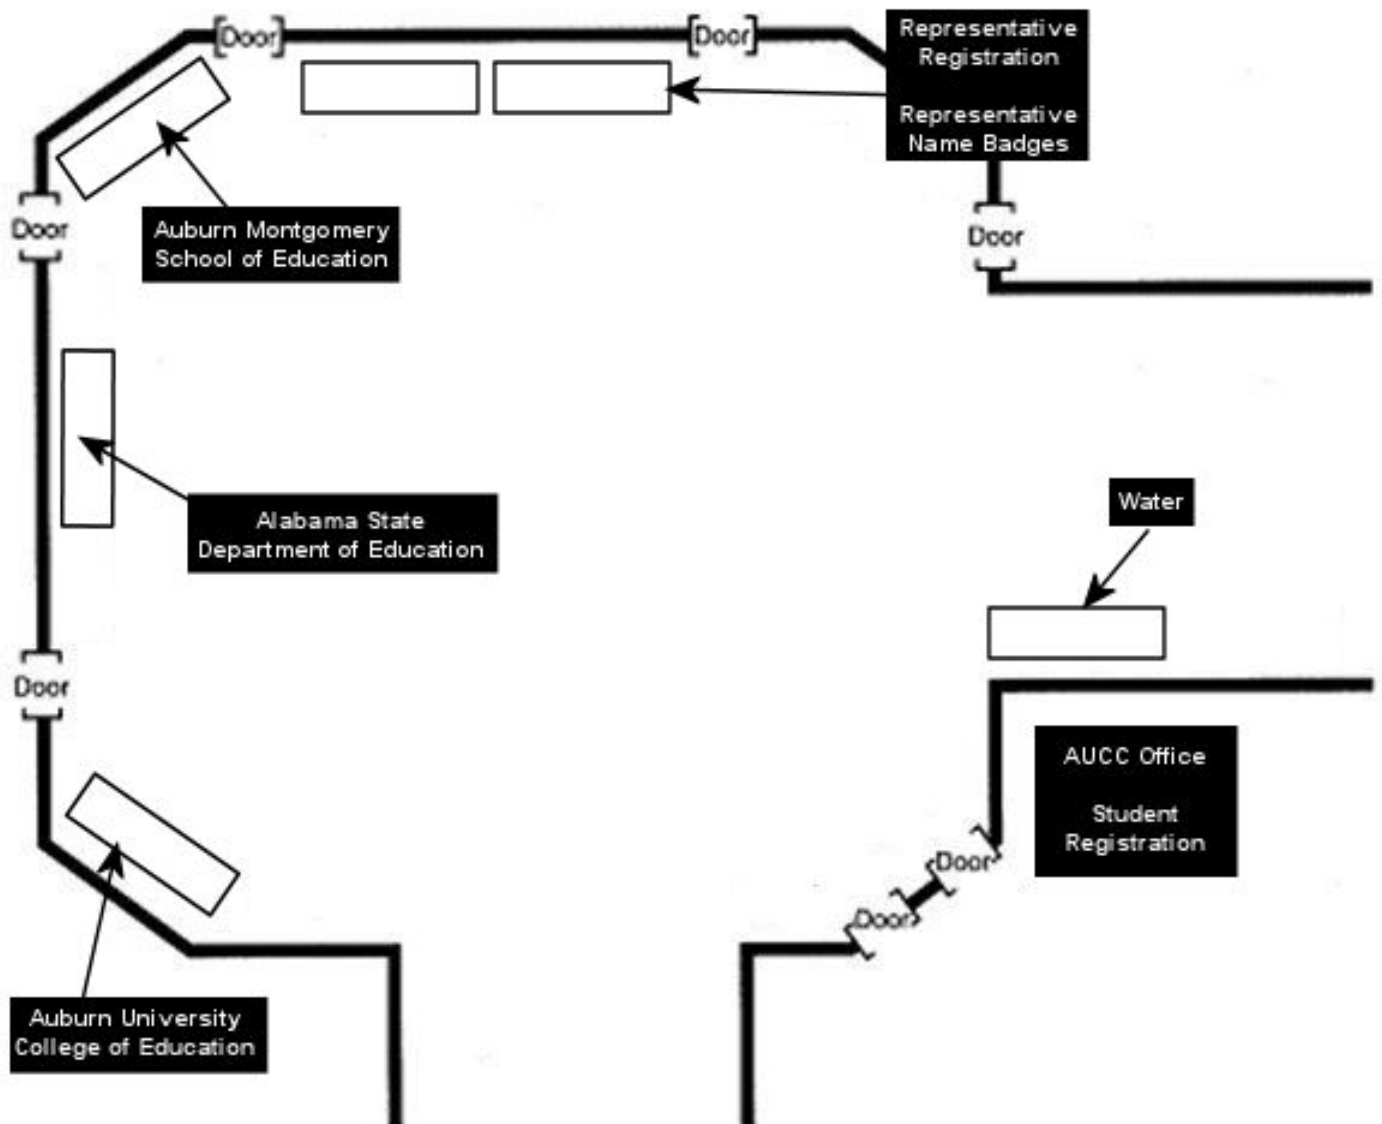 Door
Door
Representative
Registration
Representative
Name Badges
Door
Auburn Montgomery
School of Education
Door
Alabama State
Department of Education
Water
Door
AUCC Office
Student
Registration
Door
Door
Auburn University
College of Education